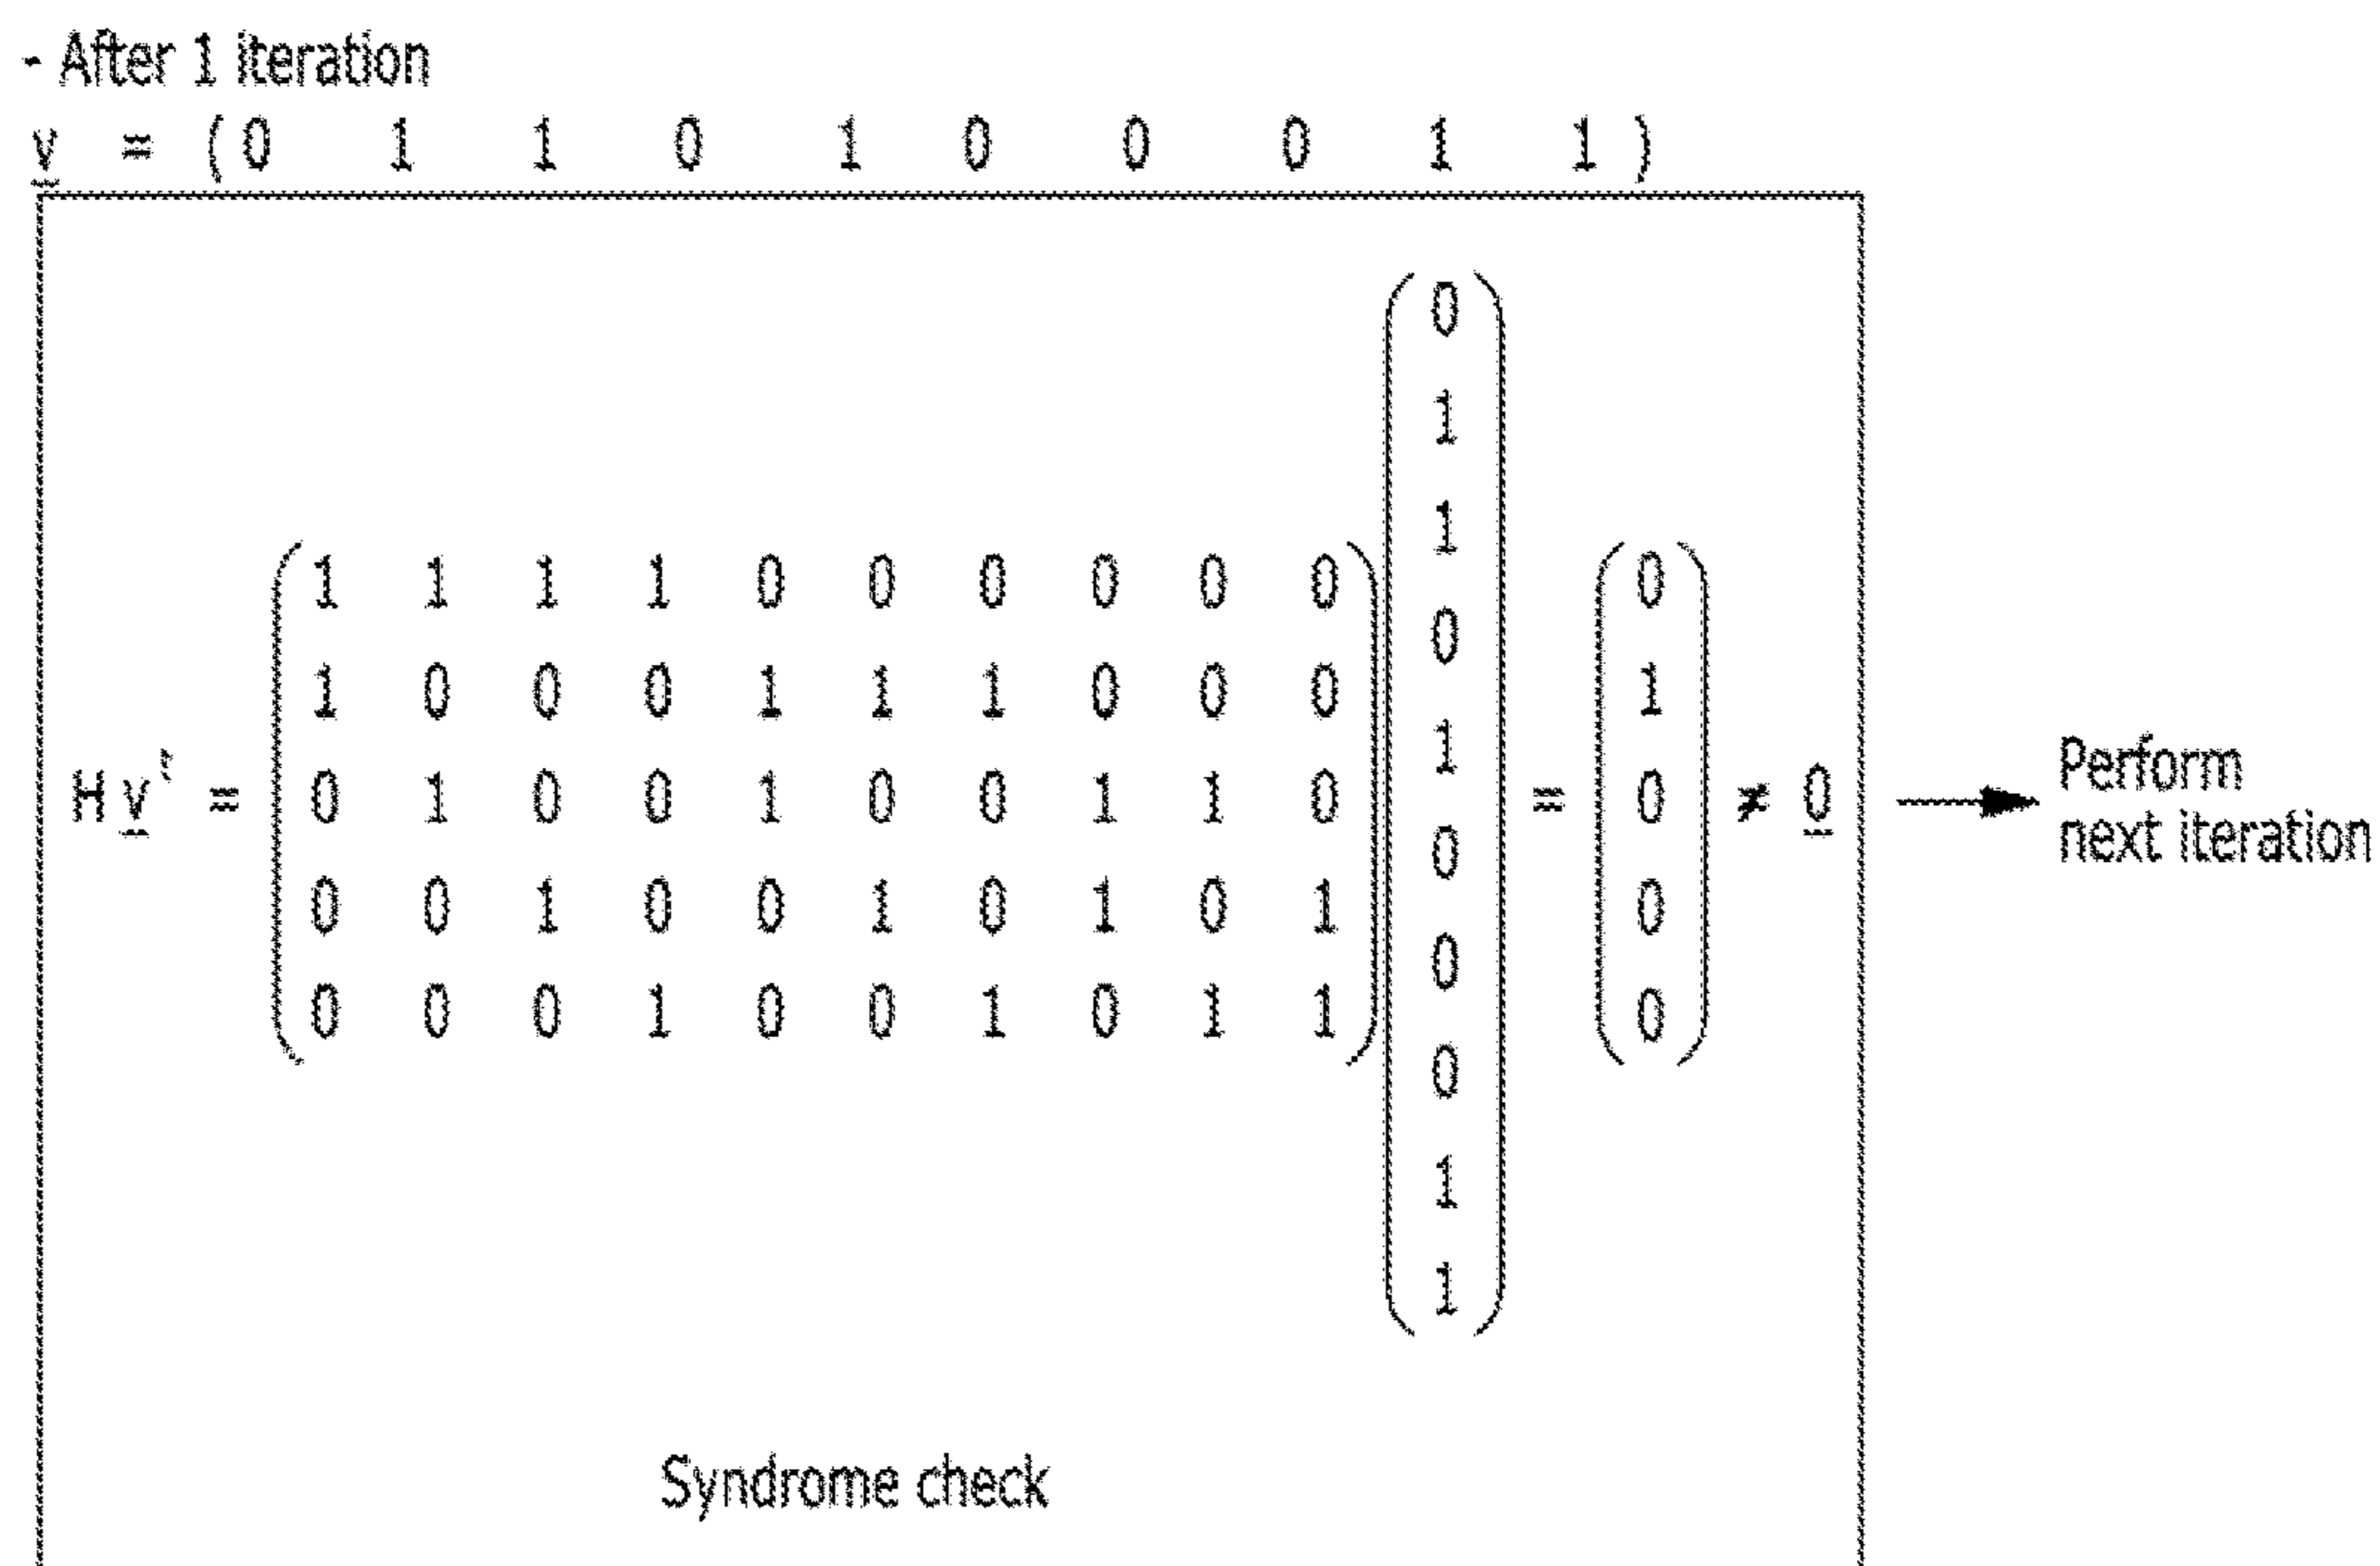 - After 1 iteration
v = ( 0 1 1 0 1 0 0 0 1 1 )
0
1
1
0
1
0
0
0
1
1
1 1 1 1 0 0 0 0 0 0
1 0 0 0 1 1 1 0 0 0
H v^t = 0 1 0 0 1 0 0 1 1 0
0 0 1 0 0 1 0 1 0 1
0 0 0 1 0 0 1 0 1 1
=
0
1
0
0
0
≠ 0
Perform
next iteration
Syndrome check